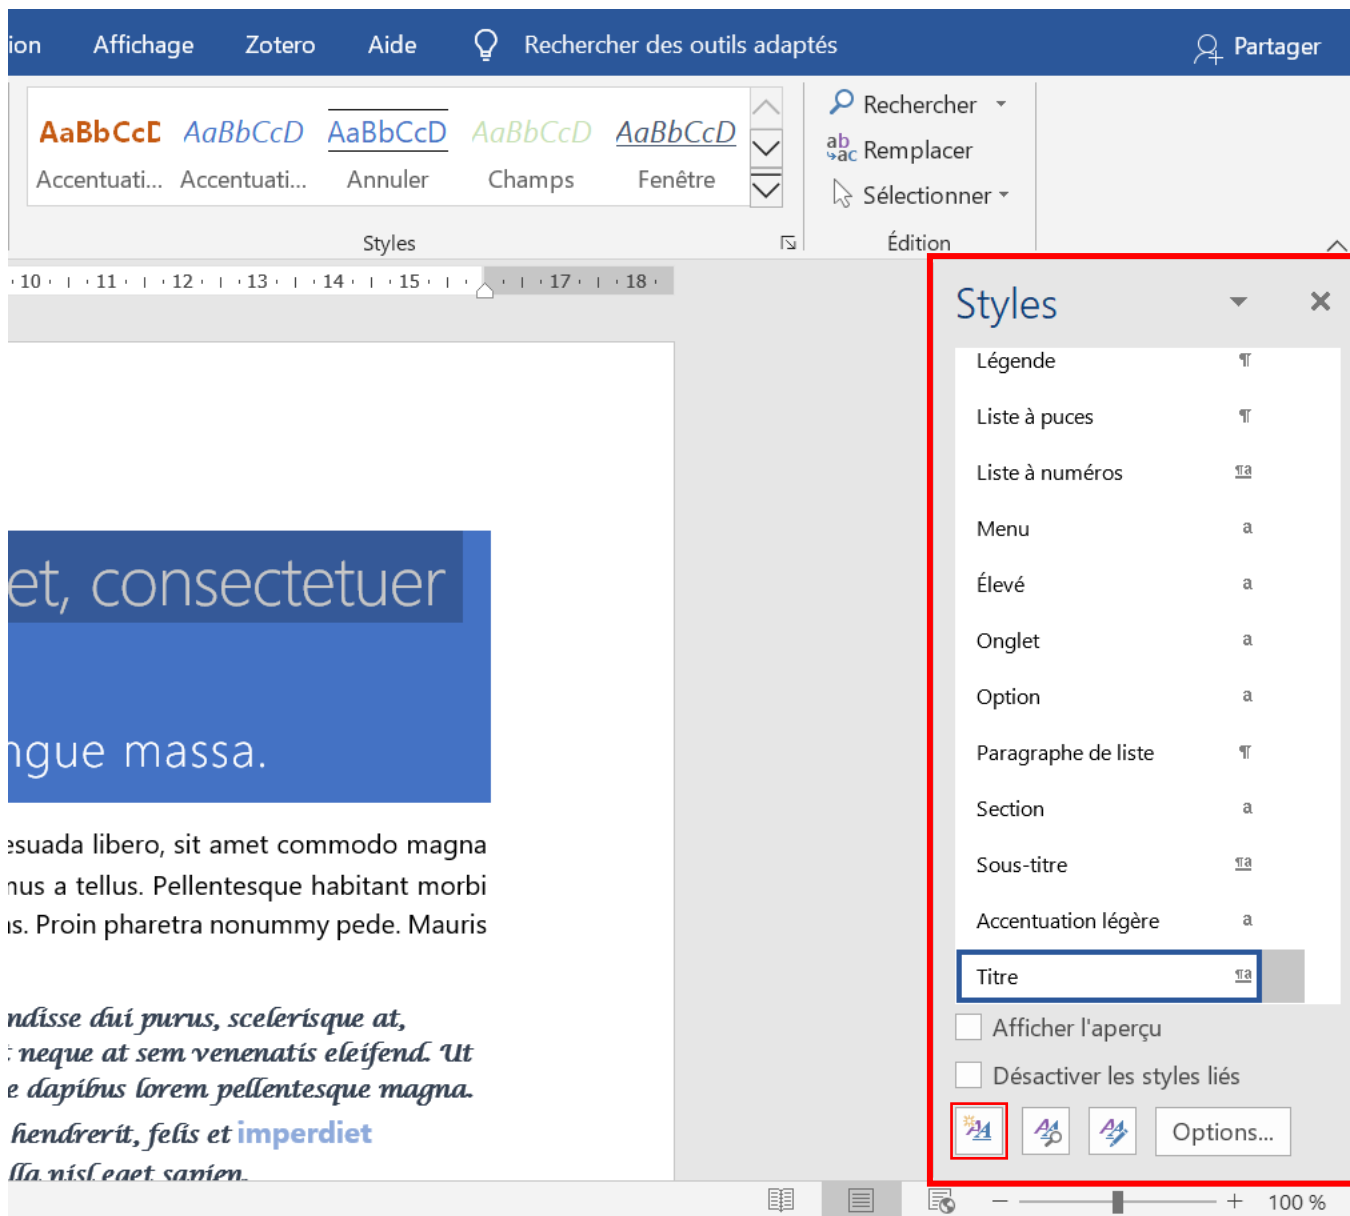 ion Affichage Zotero Aide Rechercher des outils adaptés Partager
AaBbCcD AaBbCcD AaBbCcD AaBbCcD AaBbCcD
Accentuati... Accentuati... Annuler Champs Fenêtre
Rechercher
Remplacer
Sélectionner
Styles Édition
10 11 12 13 14 15 17 18
Styles
Légende
Liste à puces
Liste à numéros
Menu
Élevé
Onglet
Option
Paragraphe de liste
Section
Sous-titre
Accentuation légère
Titre
Afficher l'aperçu
Désactiver les styles liés
Options...
et, consectetuer
ngue massa.
esuada libero, sit amet commodo magna
nus a tellus. Pellentesque habitant morbi
is. Proin pharetra nonummy pede. Mauris
ndisse dui purus, scelerisque at,
t neque at sem venenatis eleifend. Ut
e dapibus lorem pellentesque magna.
hendrerit, felis et imperdiet
lla nisl eget sapien.
100 %